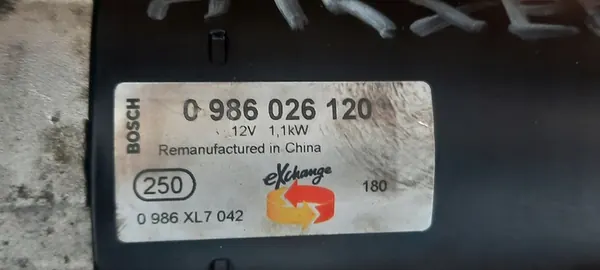 BOSCH
0 986 026 120
12V 1,1kW
Remanufactured in China
eXchange
250
180
0 986 XL7 042